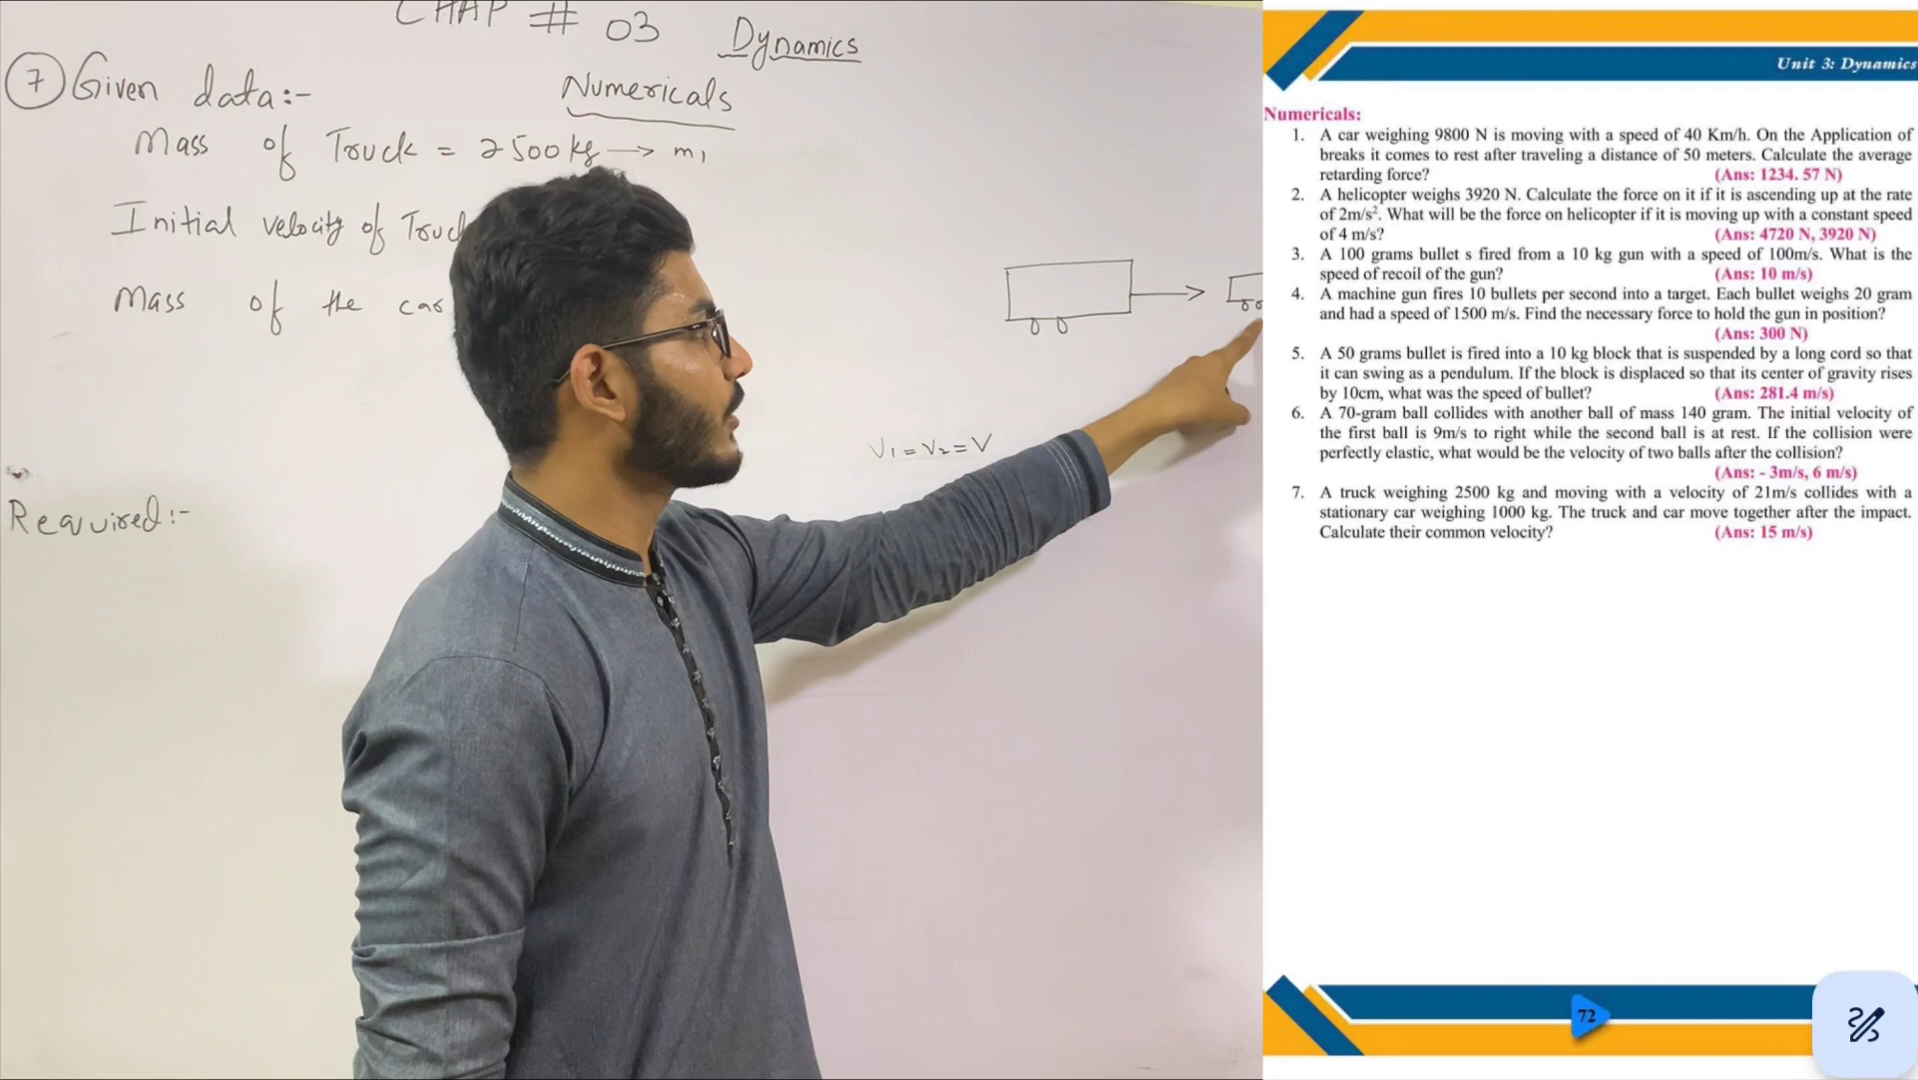 CHAP # 03 Dynamics
Numericals
7 Given data:-
Mass of Truck = 2500 kg → m1
Initial velocity of Truck
Mass of the car
V1 = V2 = V
Required:-
Unit 3: Dynamics
Numericals:
1. A car weighing 9800 N is moving with a speed of 40 Km/h. On the Application of
breaks it comes to rest after traveling a distance of 50 meters. Calculate the average
retarding force? (Ans: 1234. 57 N)
2. A helicopter weighs 3920 N. Calculate the force on it if it is ascending up at the rate
of 2m/s². What will be the force on helicopter if it is moving up with a constant speed
of 4 m/s? (Ans: 4720 N, 3920 N)
3. A 100 grams bullet s fired from a 10 kg gun with a speed of 100m/s. What is the
speed of recoil of the gun? (Ans: 10 m/s)
4. A machine gun fires 10 bullets per second into a target. Each bullet weighs 20 gram
and had a speed of 1500 m/s. Find the necessary force to hold the gun in position?
(Ans: 300 N)
5. A 50 grams bullet is fired into a 10 kg block that is suspended by a long cord so that
it can swing as a pendulum. If the block is displaced so that its center of gravity rises
by 10cm, what was the speed of bullet? (Ans: 281.4 m/s)
6. A 70-gram ball collides with another ball of mass 140 gram. The initial velocity of
the first ball is 9m/s to right while the second ball is at rest. If the collision were
perfectly elastic, what would be the velocity of two balls after the collision?
(Ans: - 3m/s, 6 m/s)
7. A truck weighing 2500 kg and moving with a velocity of 21m/s collides with a
stationary car weighing 1000 kg. The truck and car move together after the impact.
Calculate their common velocity? (Ans: 15 m/s)
72